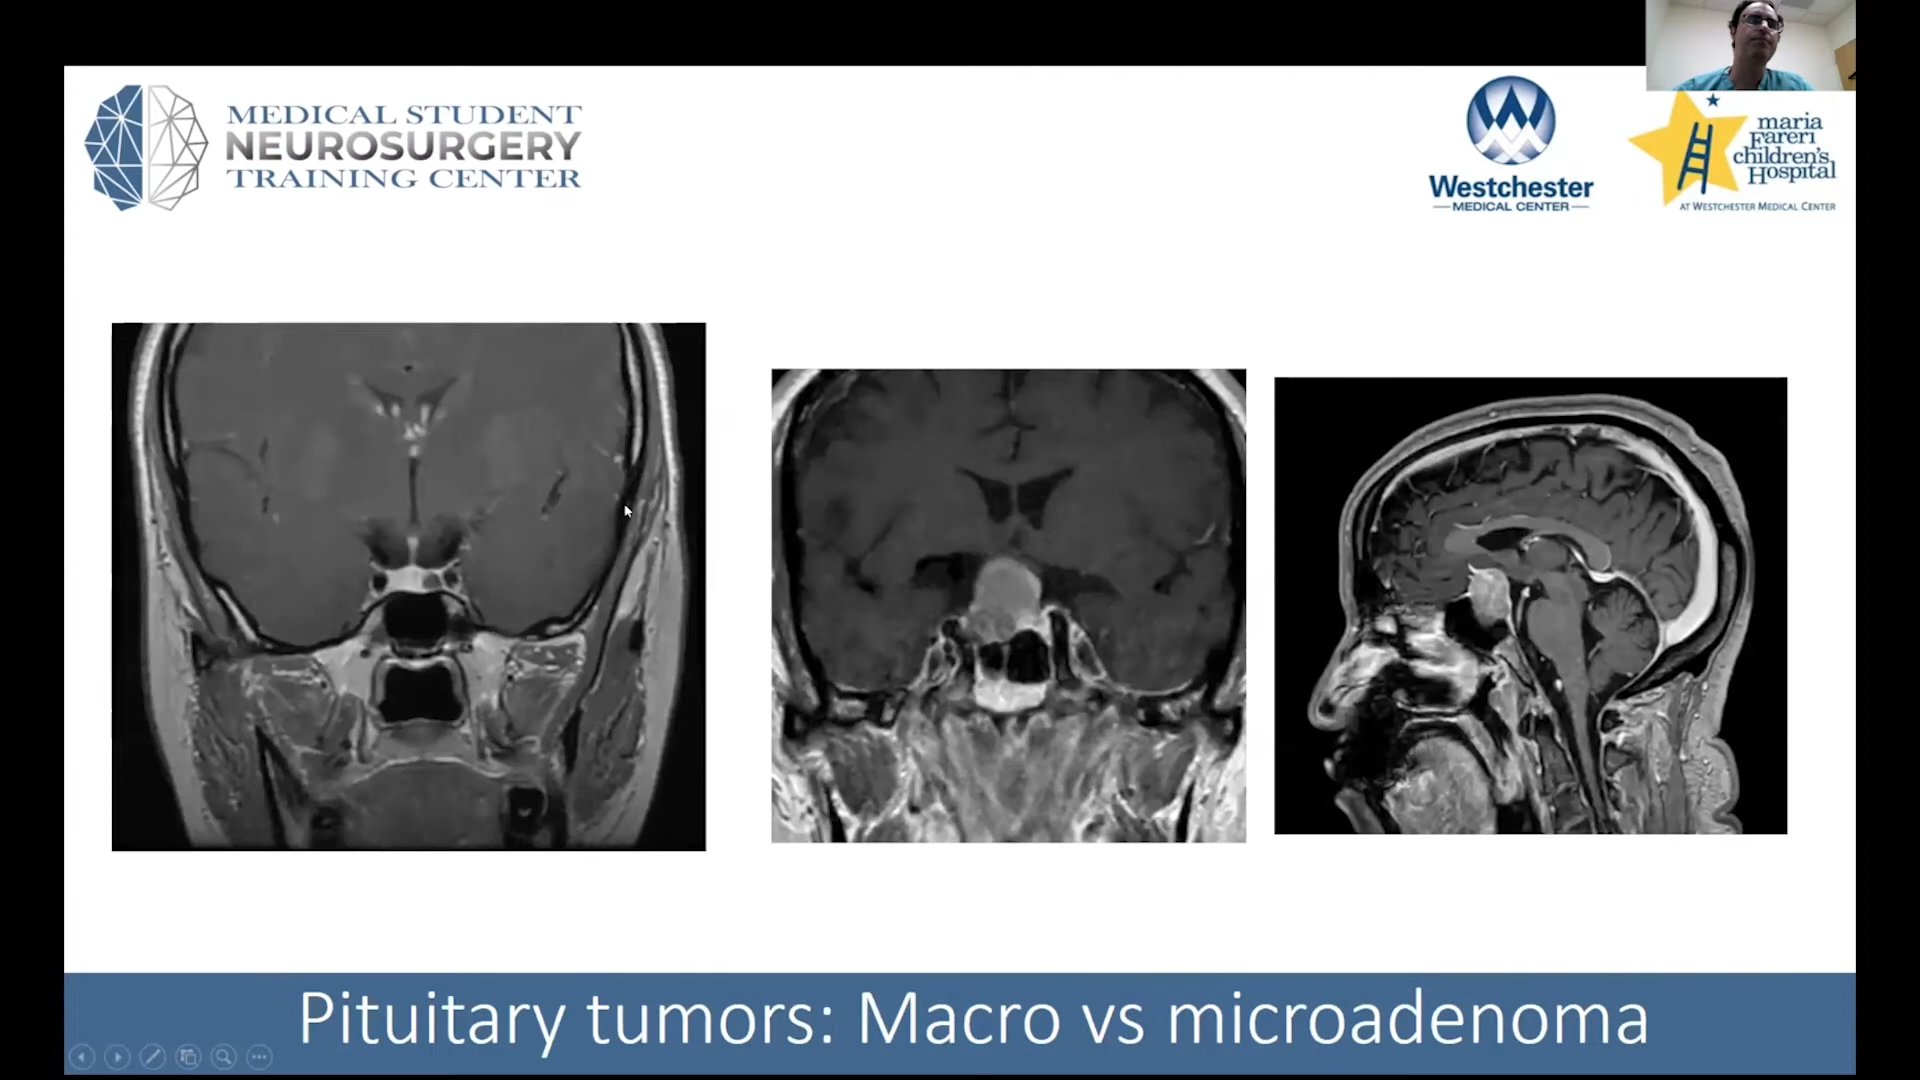 MEDICAL STUDENT
NEUROSURGERY
TRAINING CENTER
Westchester
MEDICAL CENTER
maria
Fareri
children's
Hospital
AT WESTCHESTER MEDICAL CENTER
Pituitary tumors: Macro vs microadenoma